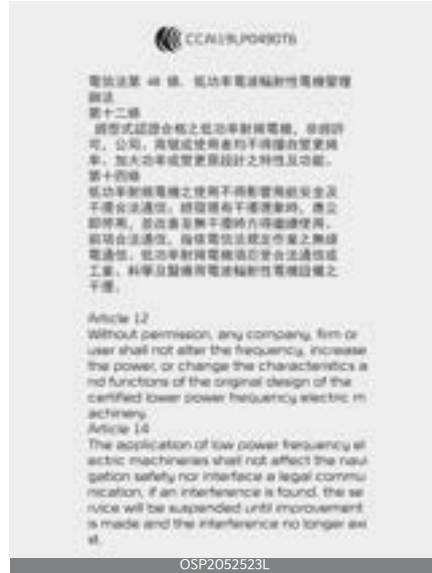 CCAI19LP0490T6
電信法第 48 條、低功率電波輻射性電機管理
辦法
第十二條
經型式認證合格之低功率射頻電機，非經許
可，公司、商號或使用者均不得擅自變更頻
率、加大功率或變更原設計之特性及功能。
第十四條
低功率射頻電機之使用不得影響飛航安全及
干擾合法通信，經發現有干擾現象時，應立
即停用，並改善至無干擾時方得繼續使用。
前項合法通信，指依電信法規定作業之無線
電通信。低功率射頻電機須忍受合法通信或
工業、科學及醫療用電波輻射性電機設備之
干擾。
Article 12
Without permission, any company, firm or
user shall not alter the frequency, increase
the power, or change the characteristics a
nd functions of the original design of the
certified lower power frequency electric m
achinery.
Article 14
The application of low power frequency el
ectric machineries shall not affect the navi
gation safety nor interface a legal commu
nication, if an interference is found, the se
rvice will be suspended until improvement
is made and the interference no longer exi
st.
OSP2052523L